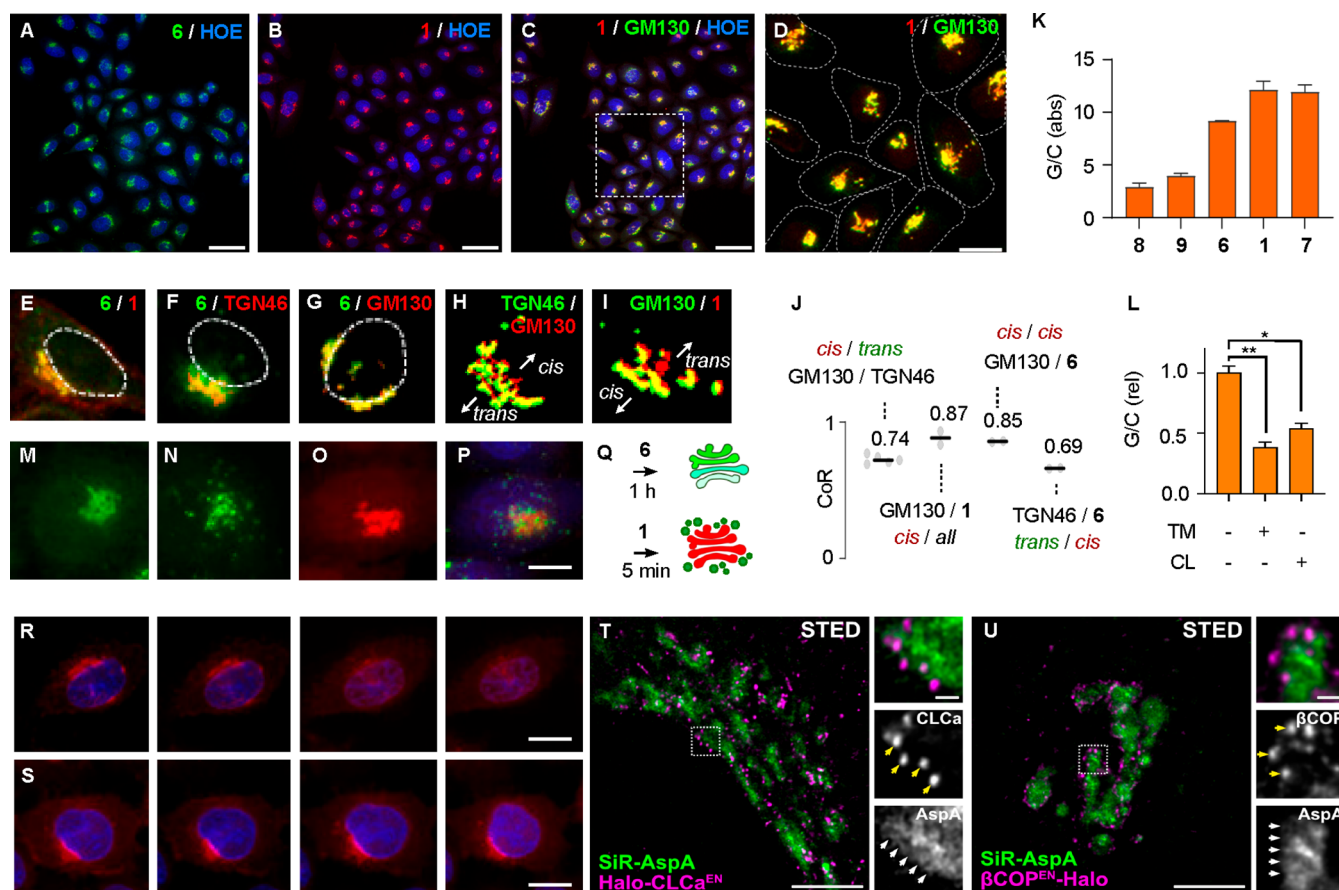 A 6 / HOE
B 1 / HOE
C 1 / GM130 / HOE
D 1 / GM130
K
15
10
5
0
G/C (abs)
8 9 6 1 7
E 6 / 1
F 6 / TGN46
G 6 / GM130
H TGN46 /
GM130
cis
trans
I GM130 / 1
trans
cis
J
cis / trans
GM130 / TGN46
cis / cis
GM130 / 6
1
0.74
0.87
0.85
0.69
CoR
GM130 / 1
cis / all
TGN46 / 6
trans / cis
0
L
*
**
1.0
0.5
0.0
G/C (rel)
TM - + -
CL - - +
M
N
O
P
Q
6
1 h
1
5 min
R
S
T STED
CLCa
AspA
SiR-AspA
Halo-CLCaᴱᴺ
U STED
βCOP
AspA
SiR-AspA
βCOPᴱᴺ-Halo